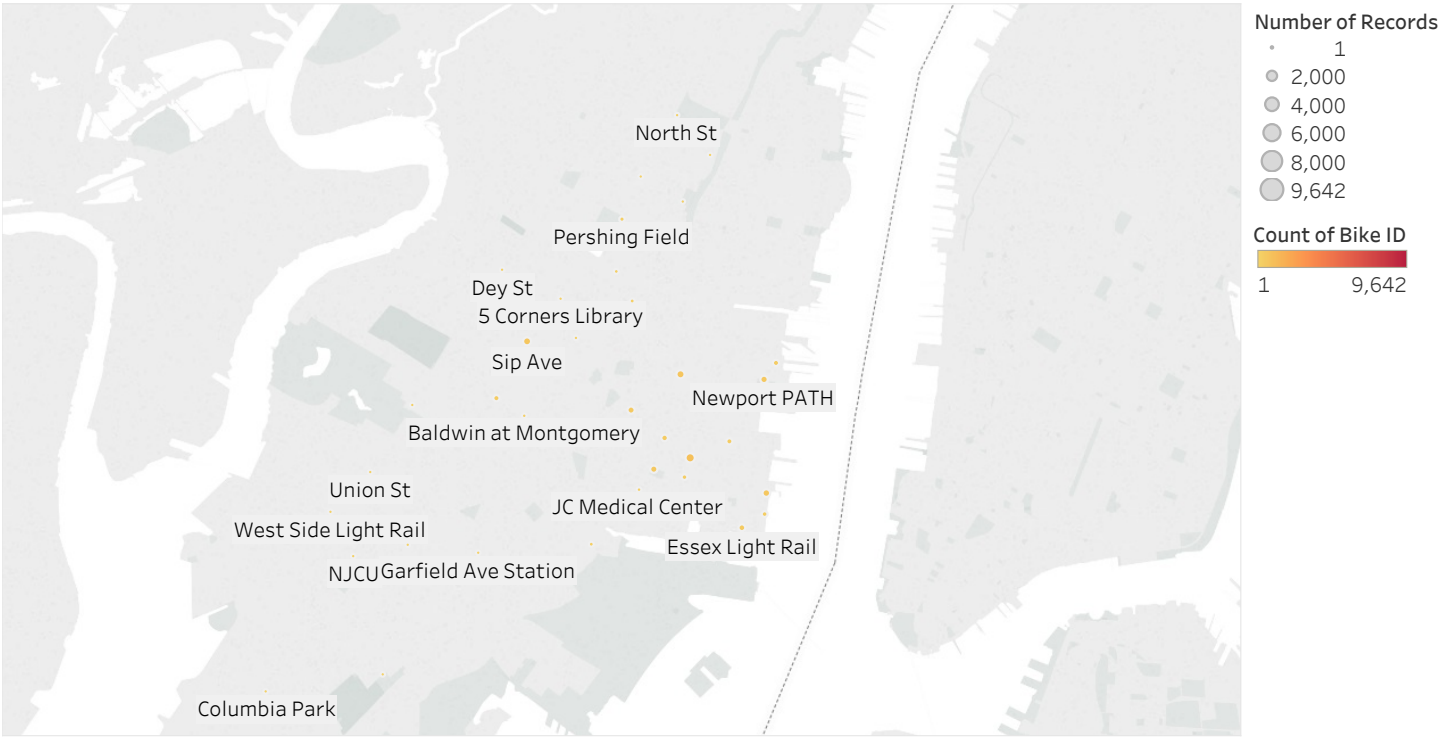 Number of Records
1
2,000
4,000
6,000
8,000
9,642
Count of Bike ID
1 9,642
North St
Pershing Field
Dey St
5 Corners Library
Sip Ave
Newport PATH
Baldwin at Montgomery
Union St
JC Medical Center
West Side Light Rail
Essex Light Rail
NJCU Garfield Ave Station
Columbia Park